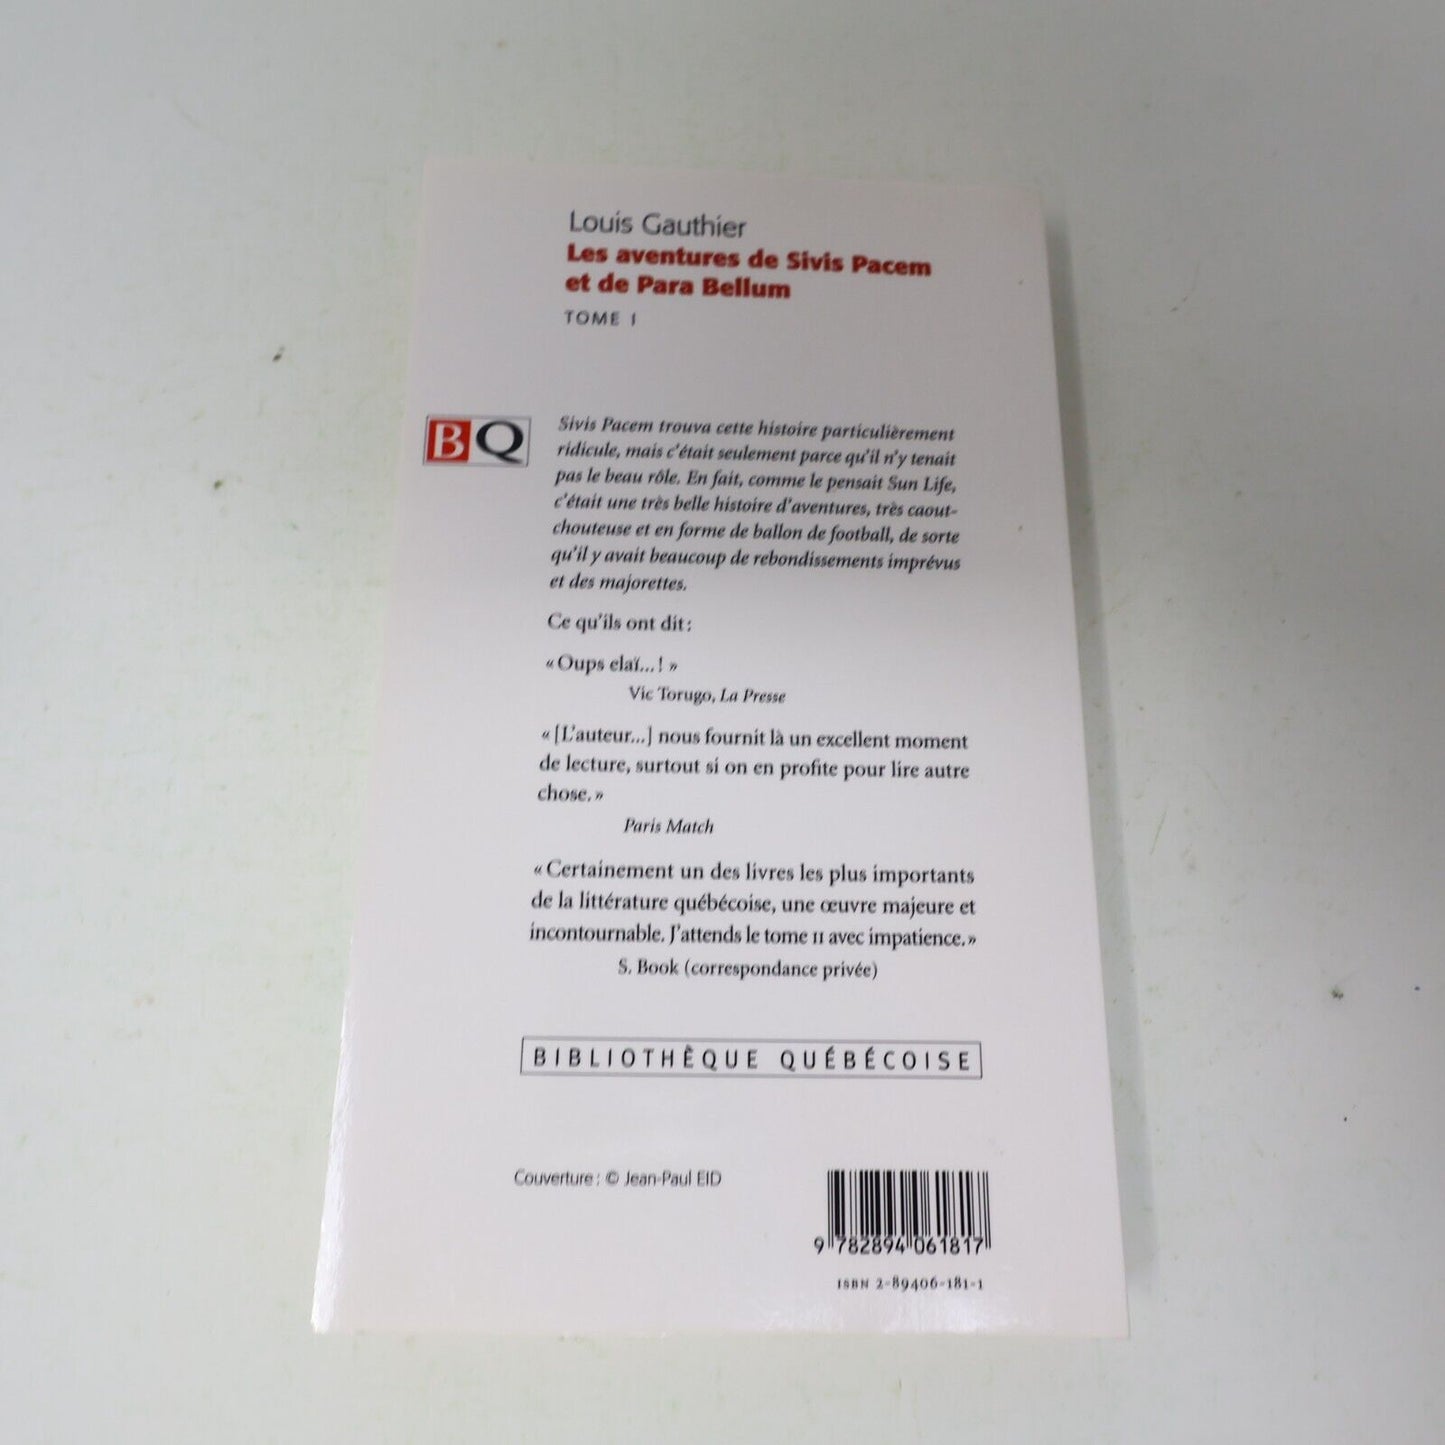 Louis Gauthier
Les aventures de Sivis Pacem
et de Para Bellum
TOME I
BQ
Sivis Pacem trouva cette histoire particulièrement
ridicule, mais c'était seulement parce qu'il n'y tenait
pas le beau rôle. En fait, comme le pensait Sun Life,
c'était une très belle histoire d'aventures, très caout-
chouteuse et en forme de ballon de football, de sorte
qu'il y avait beaucoup de rebondissements imprévus
et des majorettes.
Ce qu'ils ont dit :
« Oups elaï...! »
Vic Torugo, La Presse
« [L'auteur...] nous fournit là un excellent moment
de lecture, surtout si on en profite pour lire autre
chose. »
Paris Match
« Certainement un des livres les plus importants
de la littérature québécoise, une œuvre majeure et
incontournable. J'attends le tome II avec impatience. »
S. Book (correspondance privée)
BIBLIOTHÈQUE QUÉBÉCOISE
Couverture : © Jean-Paul EID
9 782894 061817
ISBN 2-89406-181-1